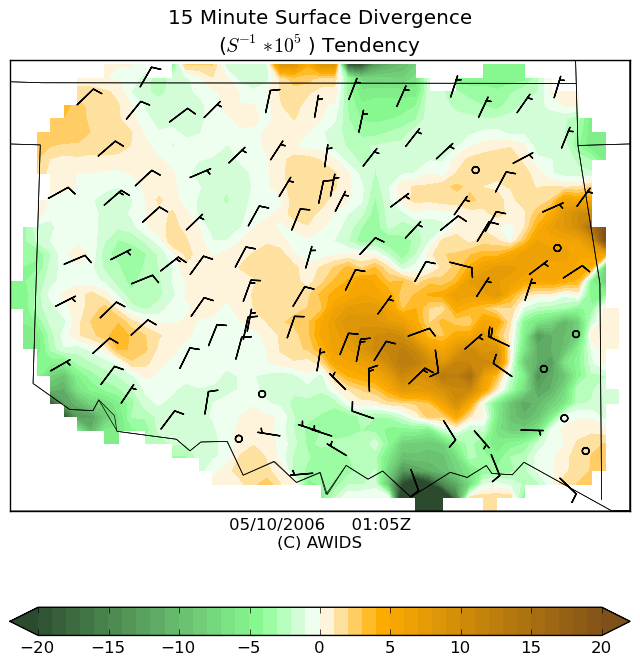 15 Minute Surface Divergence
(S⁻¹ ∗10⁵ ) Tendency
05/10/2006 01:05Z
(C) AWIDS
−20 −15 −10 −5 0 5 10 15 20